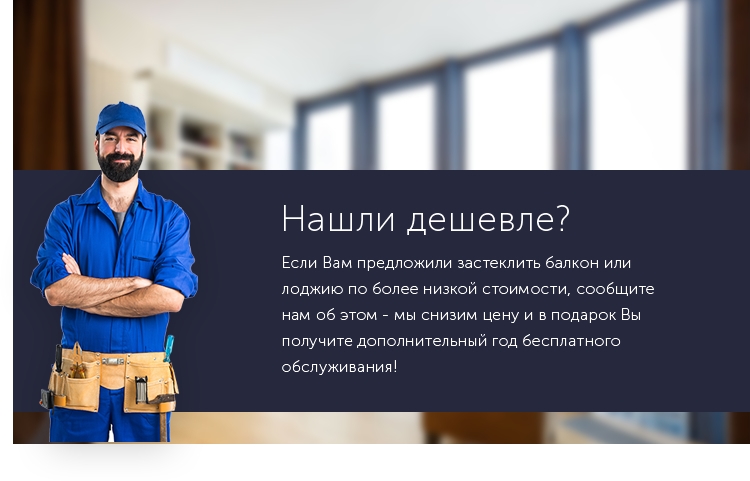 Нашли дешевле?
Если Вам предложили застеклить балкон или
лоджию по более низкой стоимости, сообщите
нам об этом - мы снизим цену и в подарок Вы
получите дополнительный год бесплатного
обслуживания!